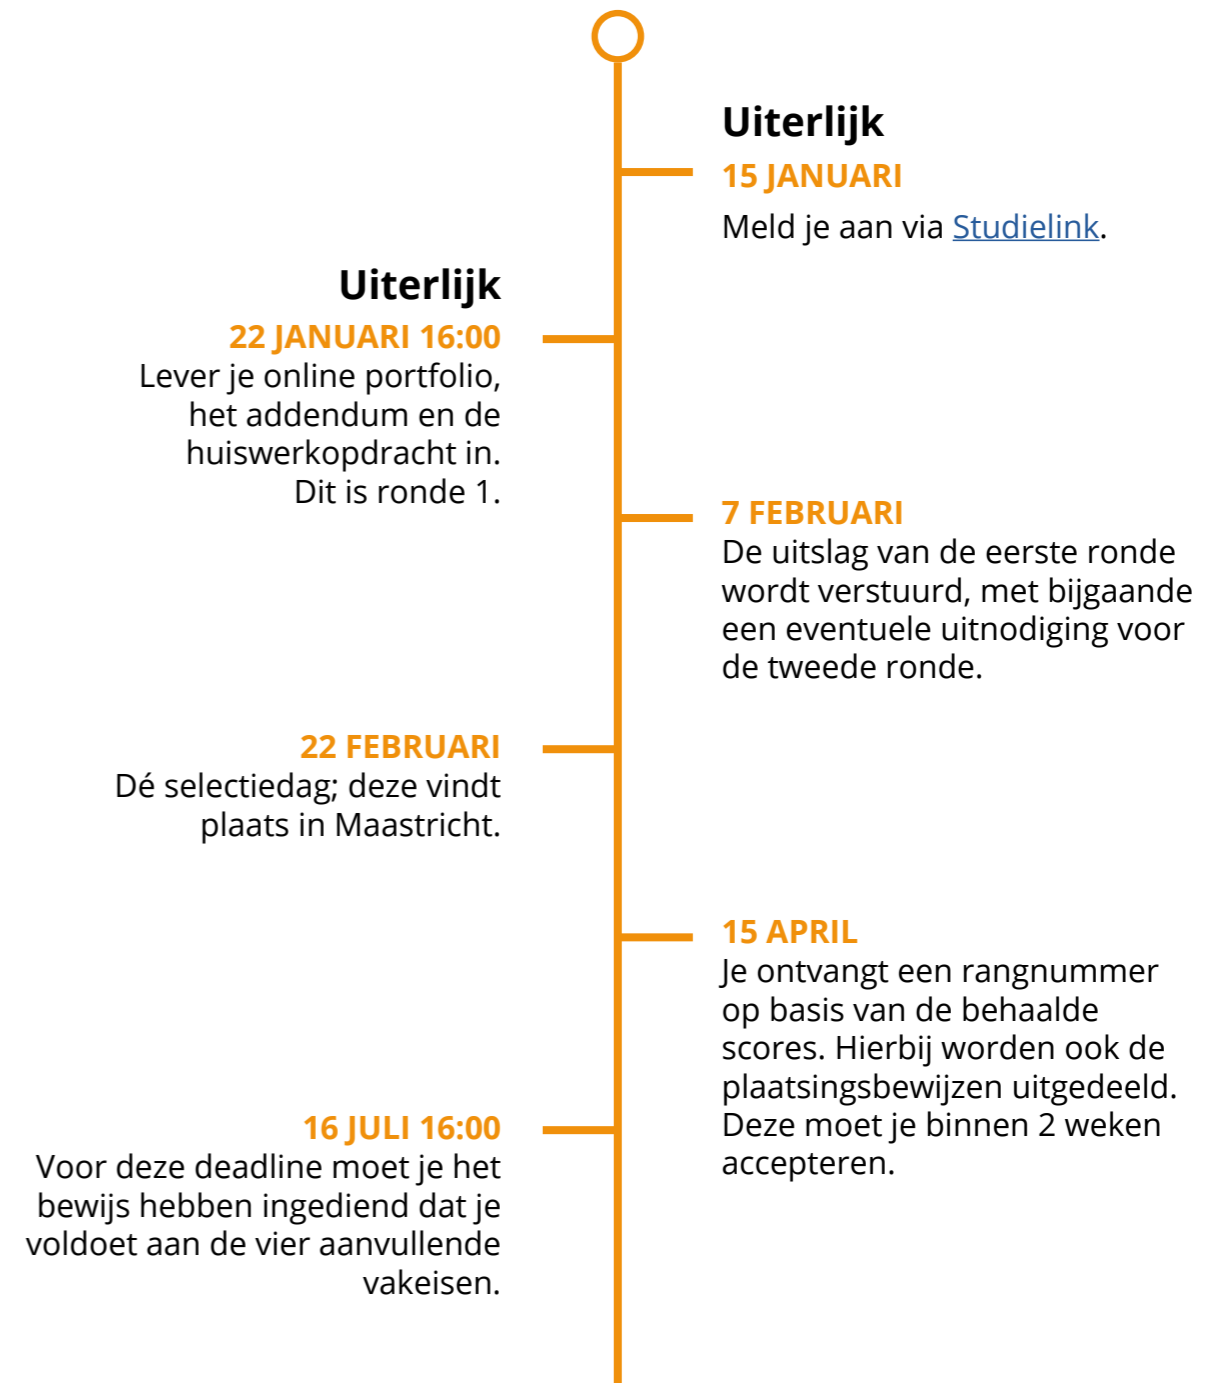 Uiterlijk
15 JANUARI
Meld je aan via Studielink.
Uiterlijk
22 JANUARI 16:00
Lever je online portfolio,
het addendum en de
huiswerkopdracht in.
Dit is ronde 1.
7 FEBRUARI
De uitslag van de eerste ronde
wordt verstuurd, met bijgaande
een eventuele uitnodiging voor
de tweede ronde.
22 FEBRUARI
Dé selectiedag; deze vindt
plaats in Maastricht.
15 APRIL
Je ontvangt een rangnummer
op basis van de behaalde
scores. Hierbij worden ook de
plaatsingsbewijzen uitgedeeld.
Deze moet je binnen 2 weken
accepteren.
16 JULI 16:00
Voor deze deadline moet je het
bewijs hebben ingediend dat je
voldoet aan de vier aanvullende
vakeisen.